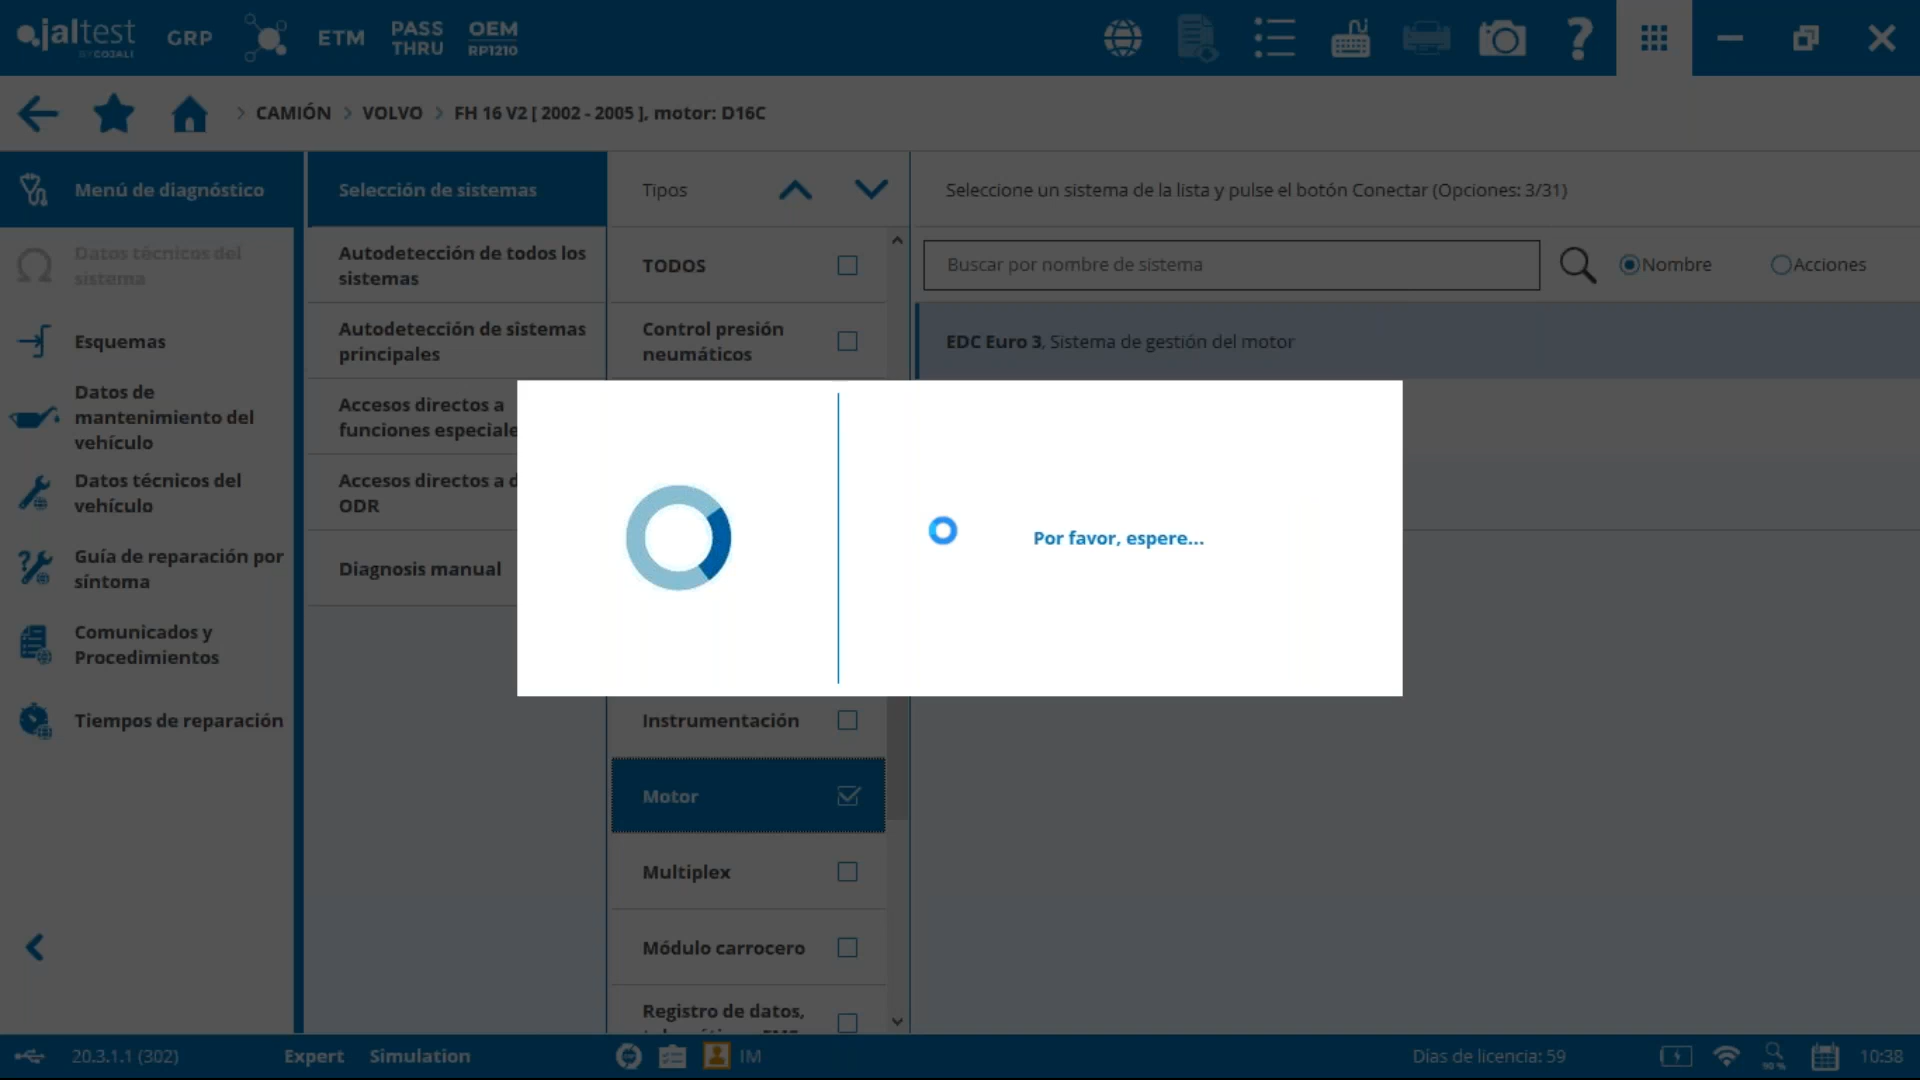 jaltest
BY COJALI
GRP
ETM
PASS
THRU
OEM
RP1210
> CAMIÓN > VOLVO > FH 16 V2 [ 2002 - 2005 ], motor: D16C
Menú de diagnóstico
Datos técnicos del
sistema
Esquemas
Datos de
mantenimiento del
vehículo
Datos técnicos del
vehículo
Guía de reparación por
síntoma
Comunicados y
Procedimientos
Tiempos de reparación
Selección de sistemas
Autodetección de todos los
sistemas
Autodetección de sistemas
principales
Accesos directos a
funciones especiale
Accesos directos a d
ODR
Diagnosis manual
Tipos
TODOS
Control presión
neumáticos
Instrumentación
Motor
Multiplex
Módulo carrocero
Registro de datos,
Seleccione un sistema de la lista y pulse el botón Conectar (Opciones: 3/31)
Buscar por nombre de sistema
Nombre
Acciones
EDC Euro 3, Sistema de gestión del motor
Por favor, espere...
20.3.1.1 (302)
Expert
Simulation
IM
Días de licencia: 59
90 %
10:38